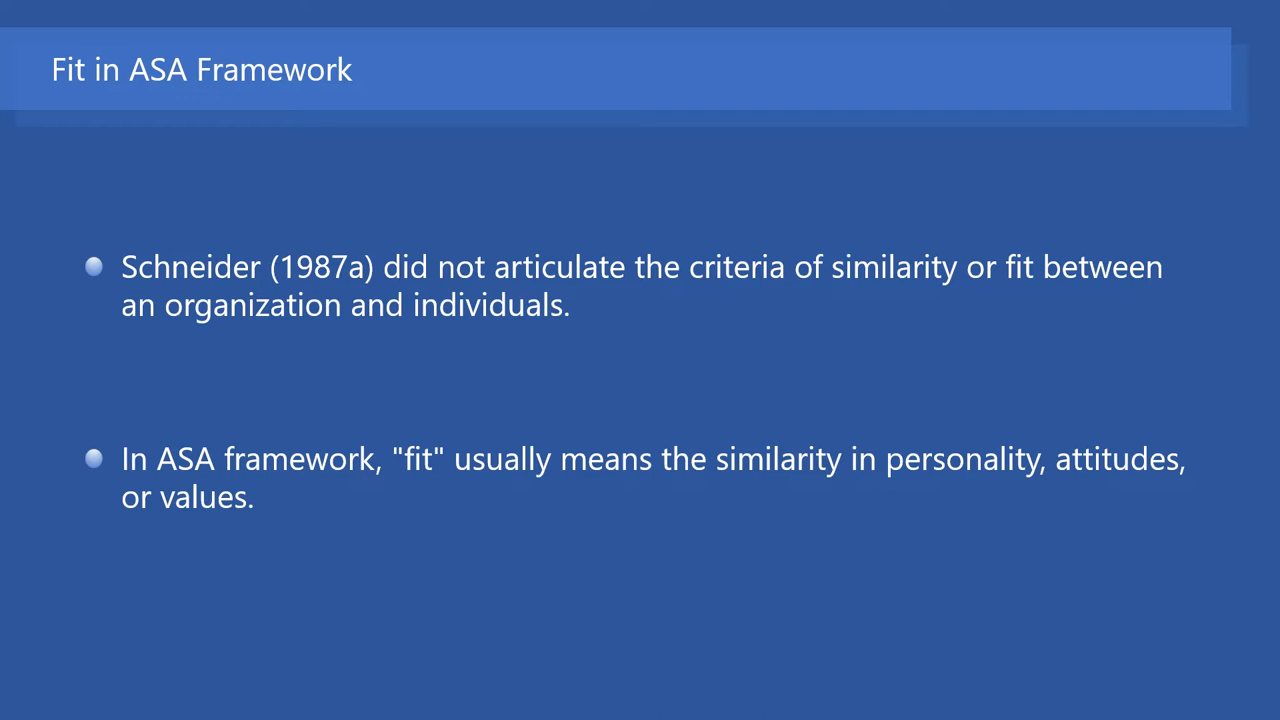 Fit in ASA Framework
Schneider (1987a) did not articulate the criteria of similarity or fit between
an organization and individuals.
In ASA framework, "fit" usually means the similarity in personality, attitudes,
or values.